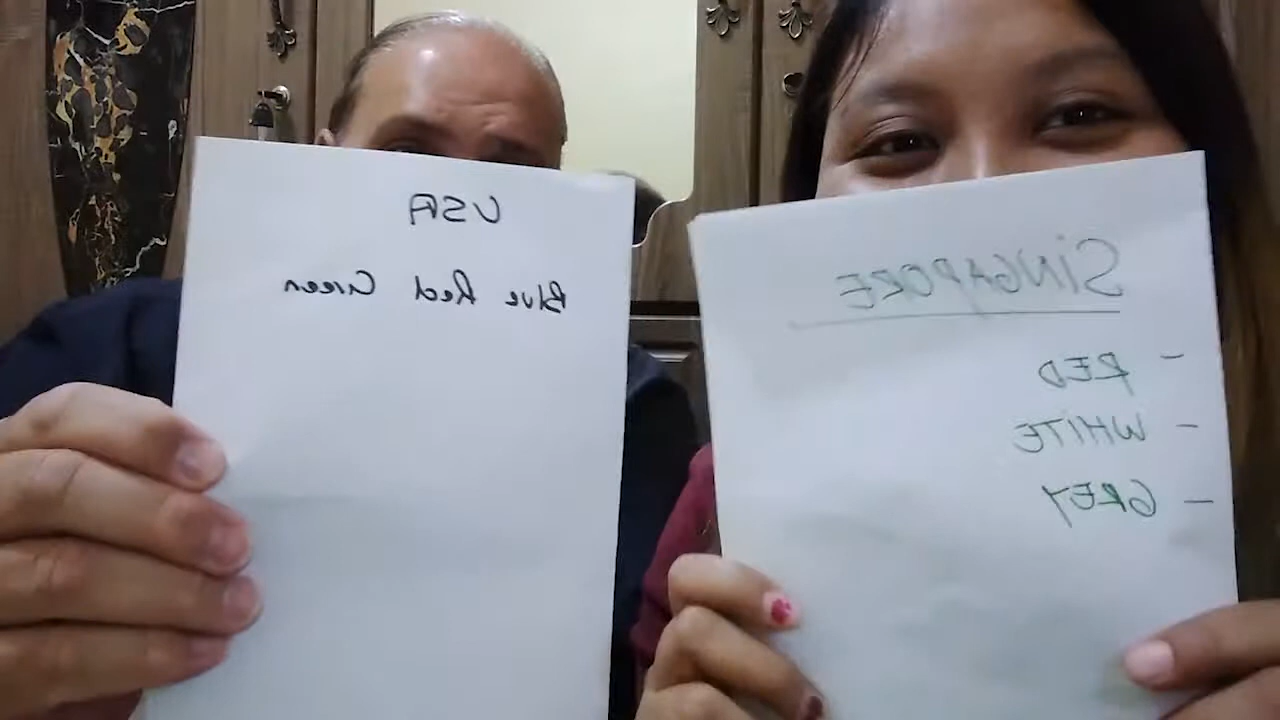 USA
Blue Red Green
SiNGAPORE
- RED
- WHiTE
- GREY